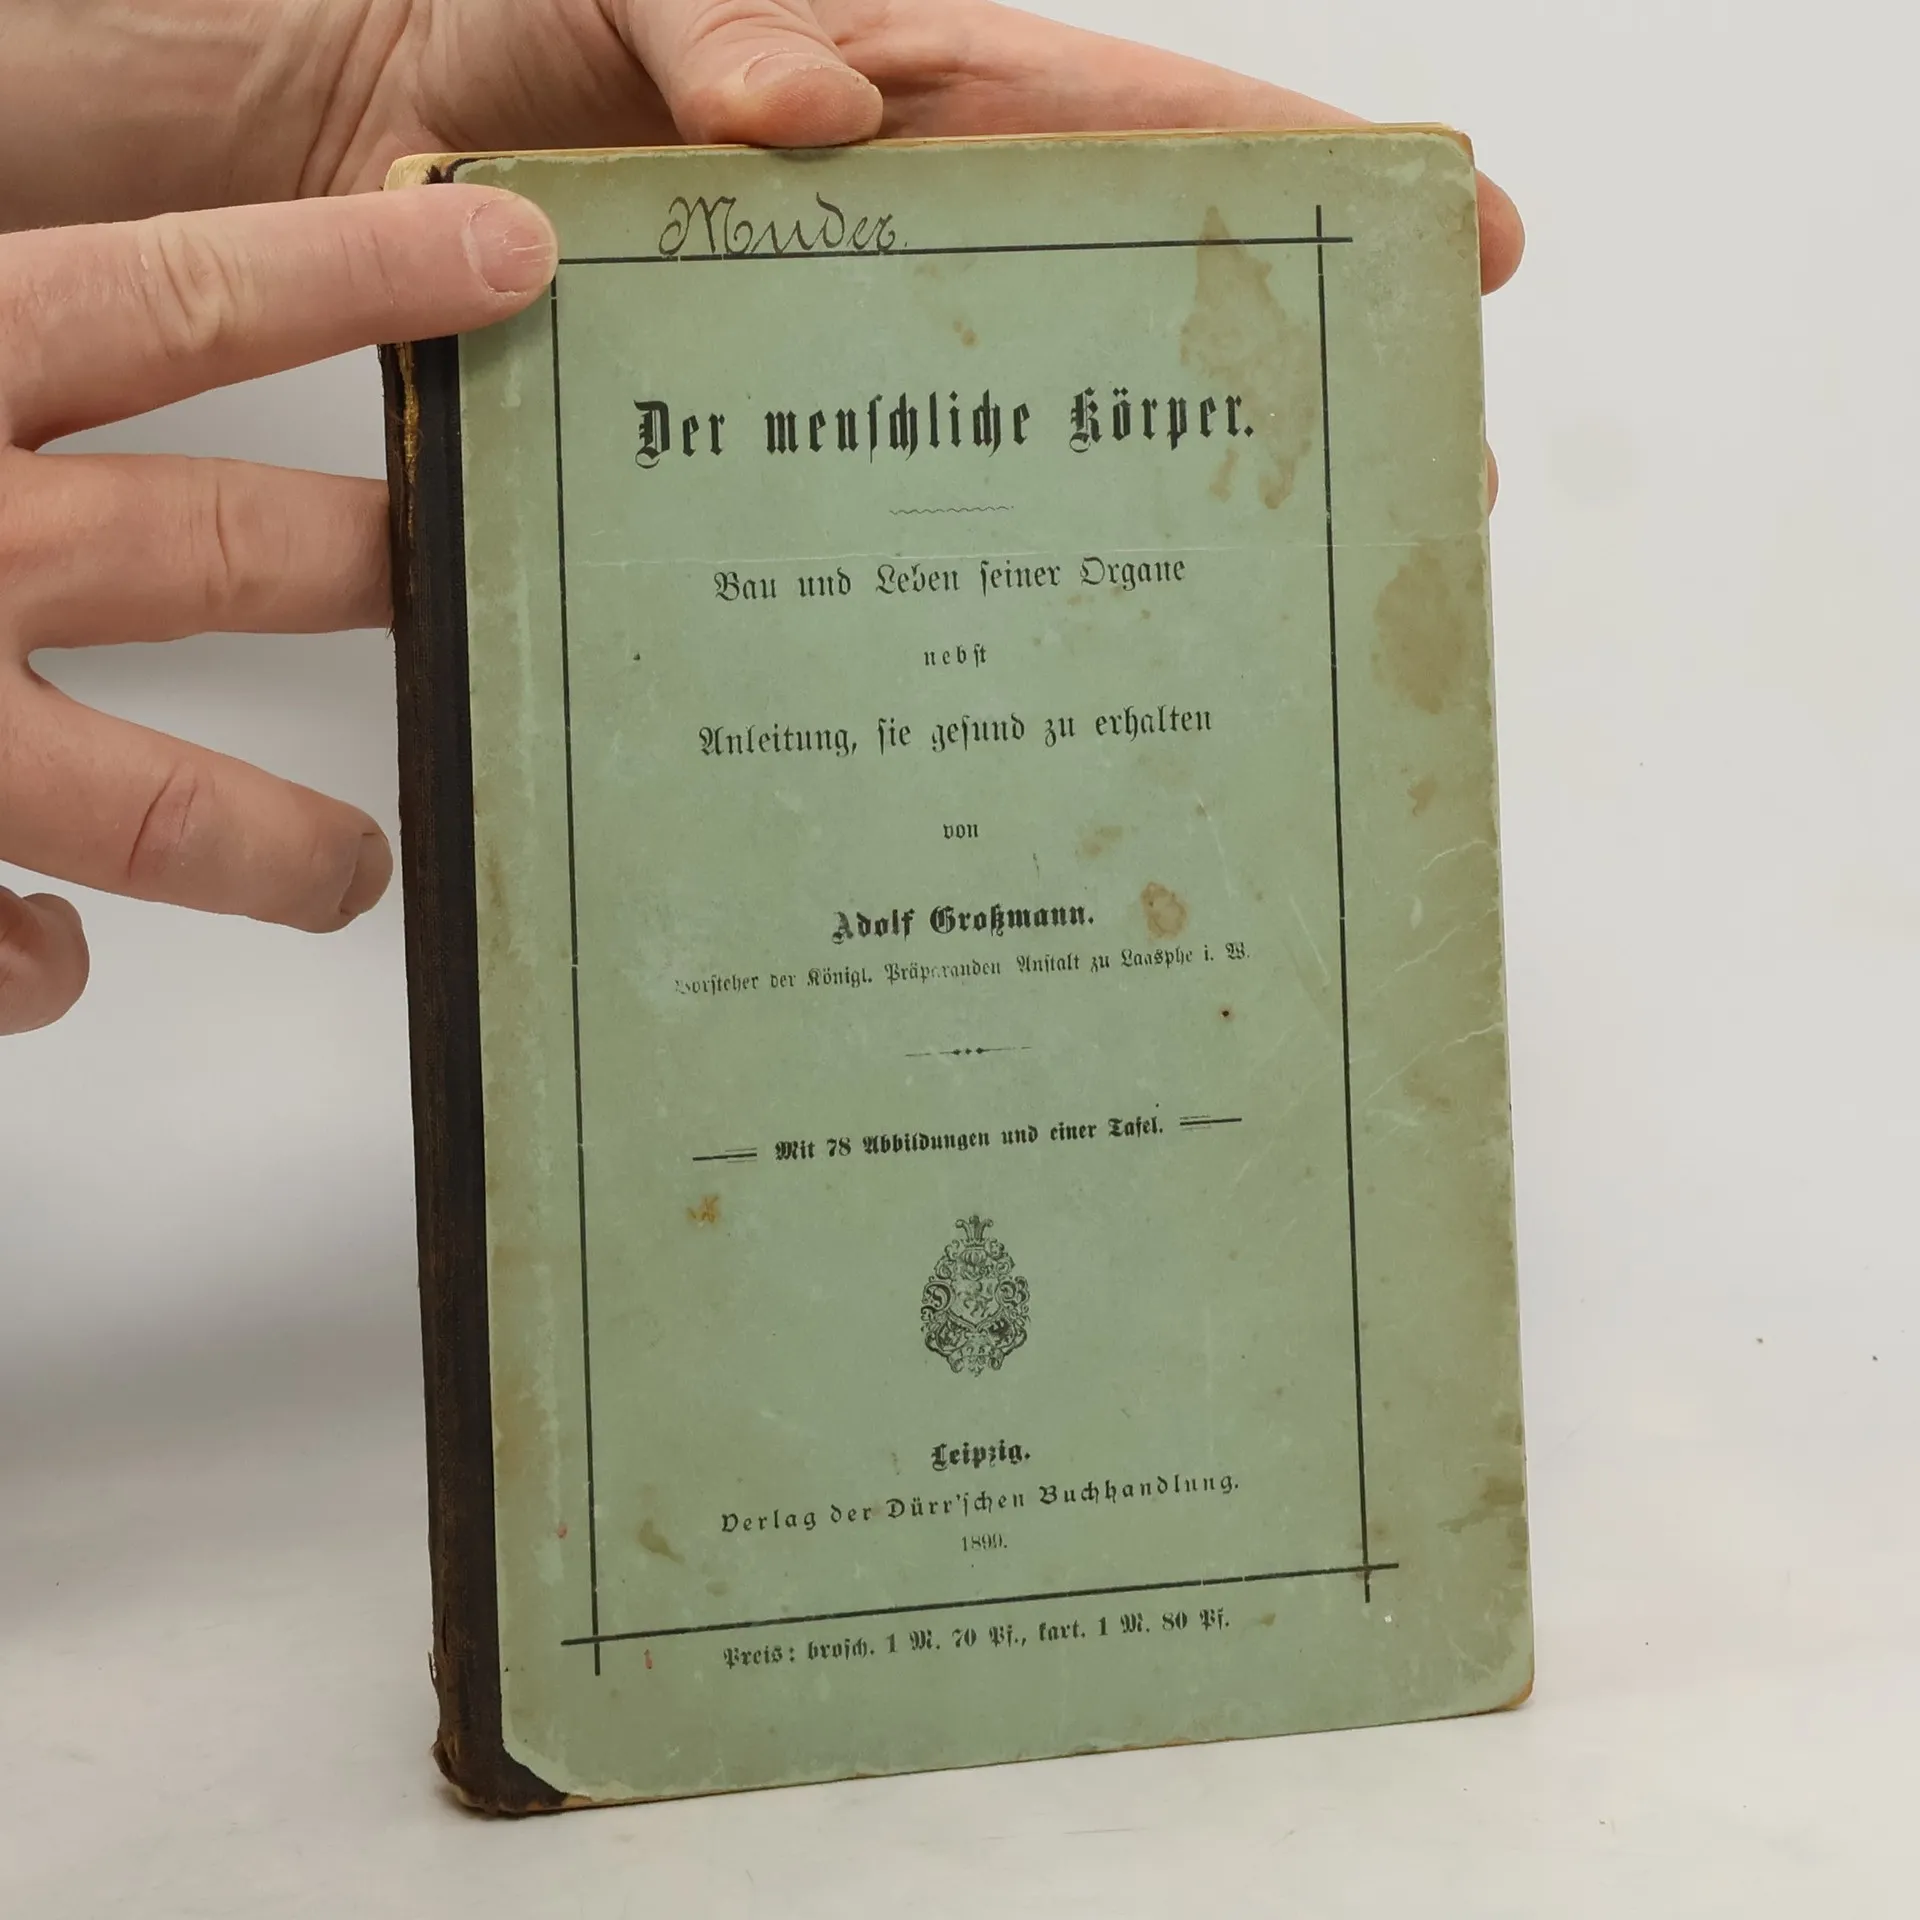 Muder.
Der menschliche Körper.
Bau und Leben seiner Organe
nebst
Anleitung, sie gesund zu erhalten
von
Adolf Großmann.
Vorsteher der Königl. Präparanden Anstalt zu Laasphe i. W.
Mit 78 Abbildungen und einer Tafel.
D B
Leipzig.
Verlag der Dürr'schen Buchhandlung.
1899.
Preis: brosch. 1 M. 70 Pf., kart. 1 M. 80 Pf.